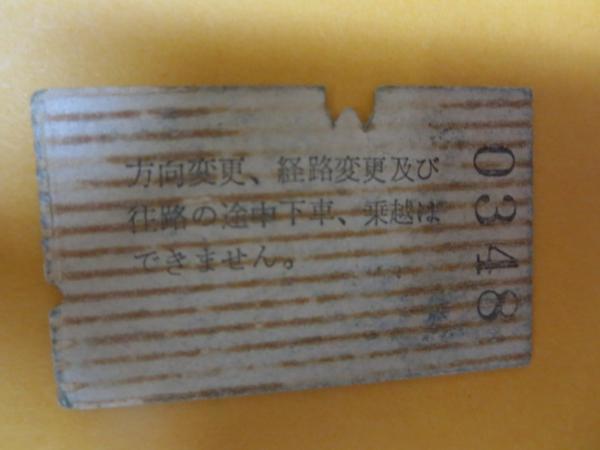 方向変更、経路変更及び
往路の途中下車、乗越は
できません。
0348